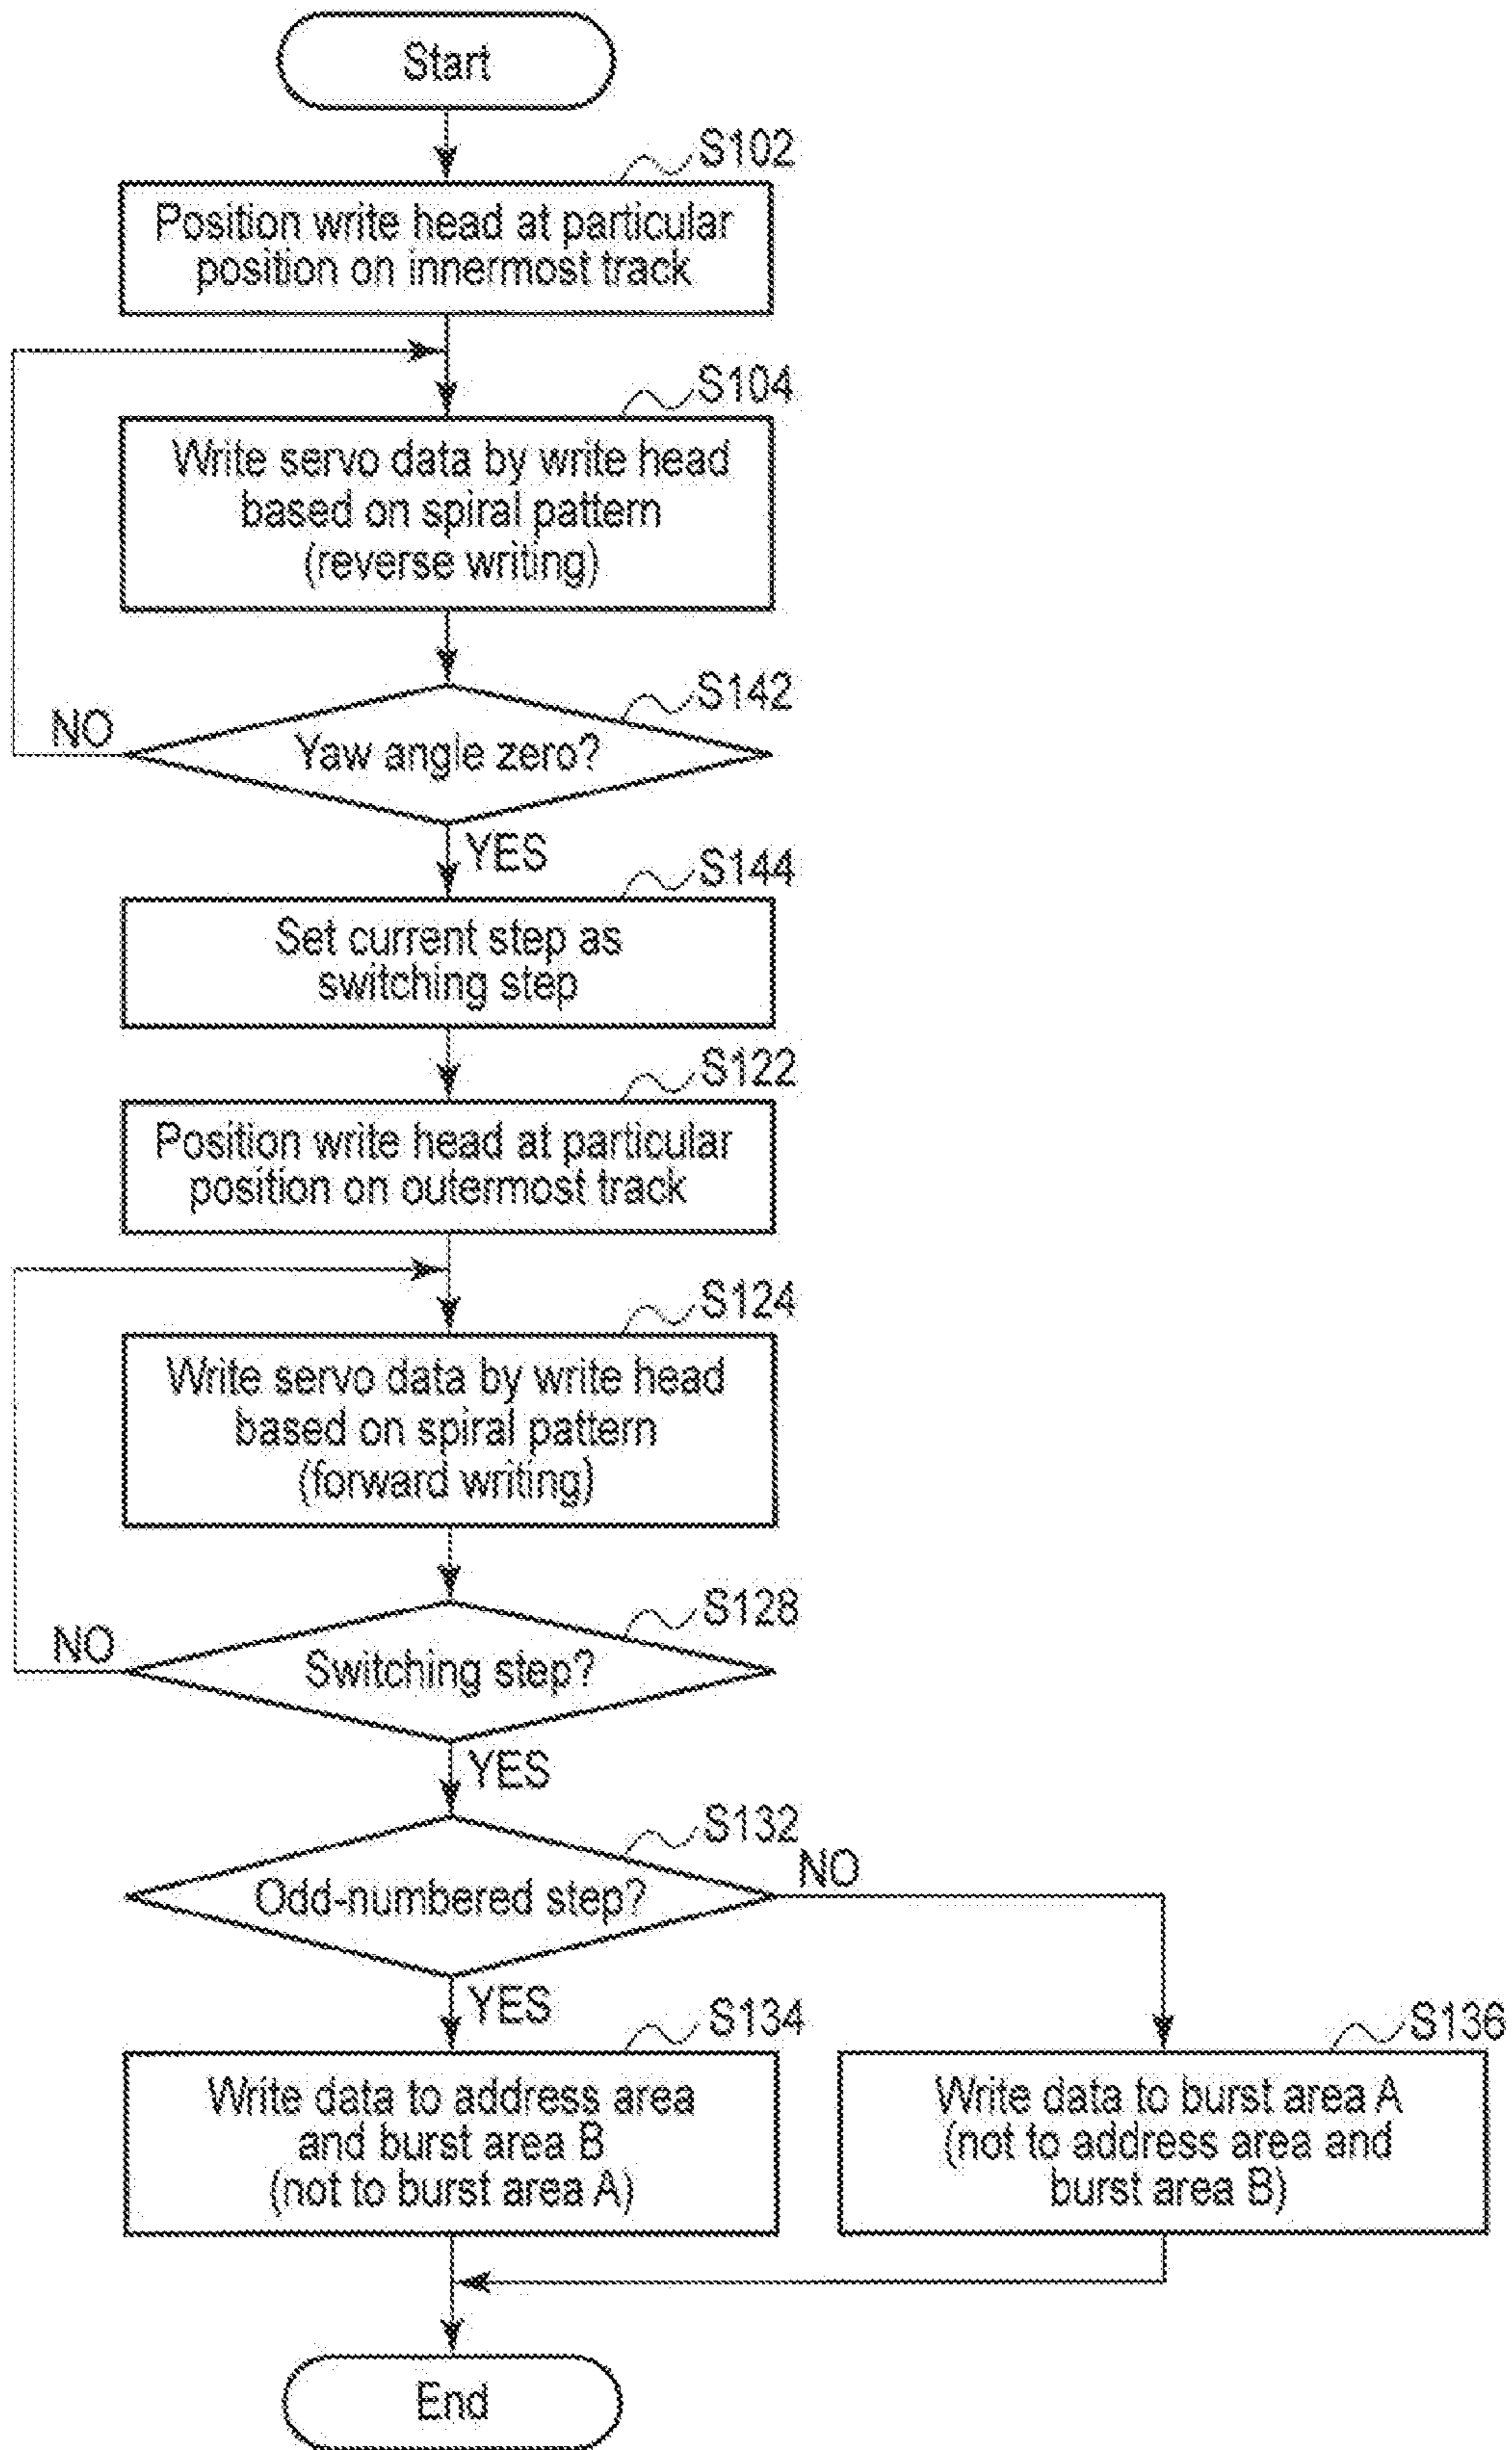 Start
S102
Position write head at particular
position on innermost track
S104
Write servo data by write head
based on spiral pattern
(reverse writing)
S142
NO
Yaw angle zero?
YES
S144
Set current step as
switching step
S122
Position write head at particular
position on outermost track
S124
Write servo data by write head
based on spiral pattern
(forward writing)
S128
NO
Switching step?
YES
S132
NO
Odd-numbered step?
YES
S134
S136
Write data to address area
and burst area B
(not to burst area A)
Write data to burst area A
(not to address area and
burst area B)
End